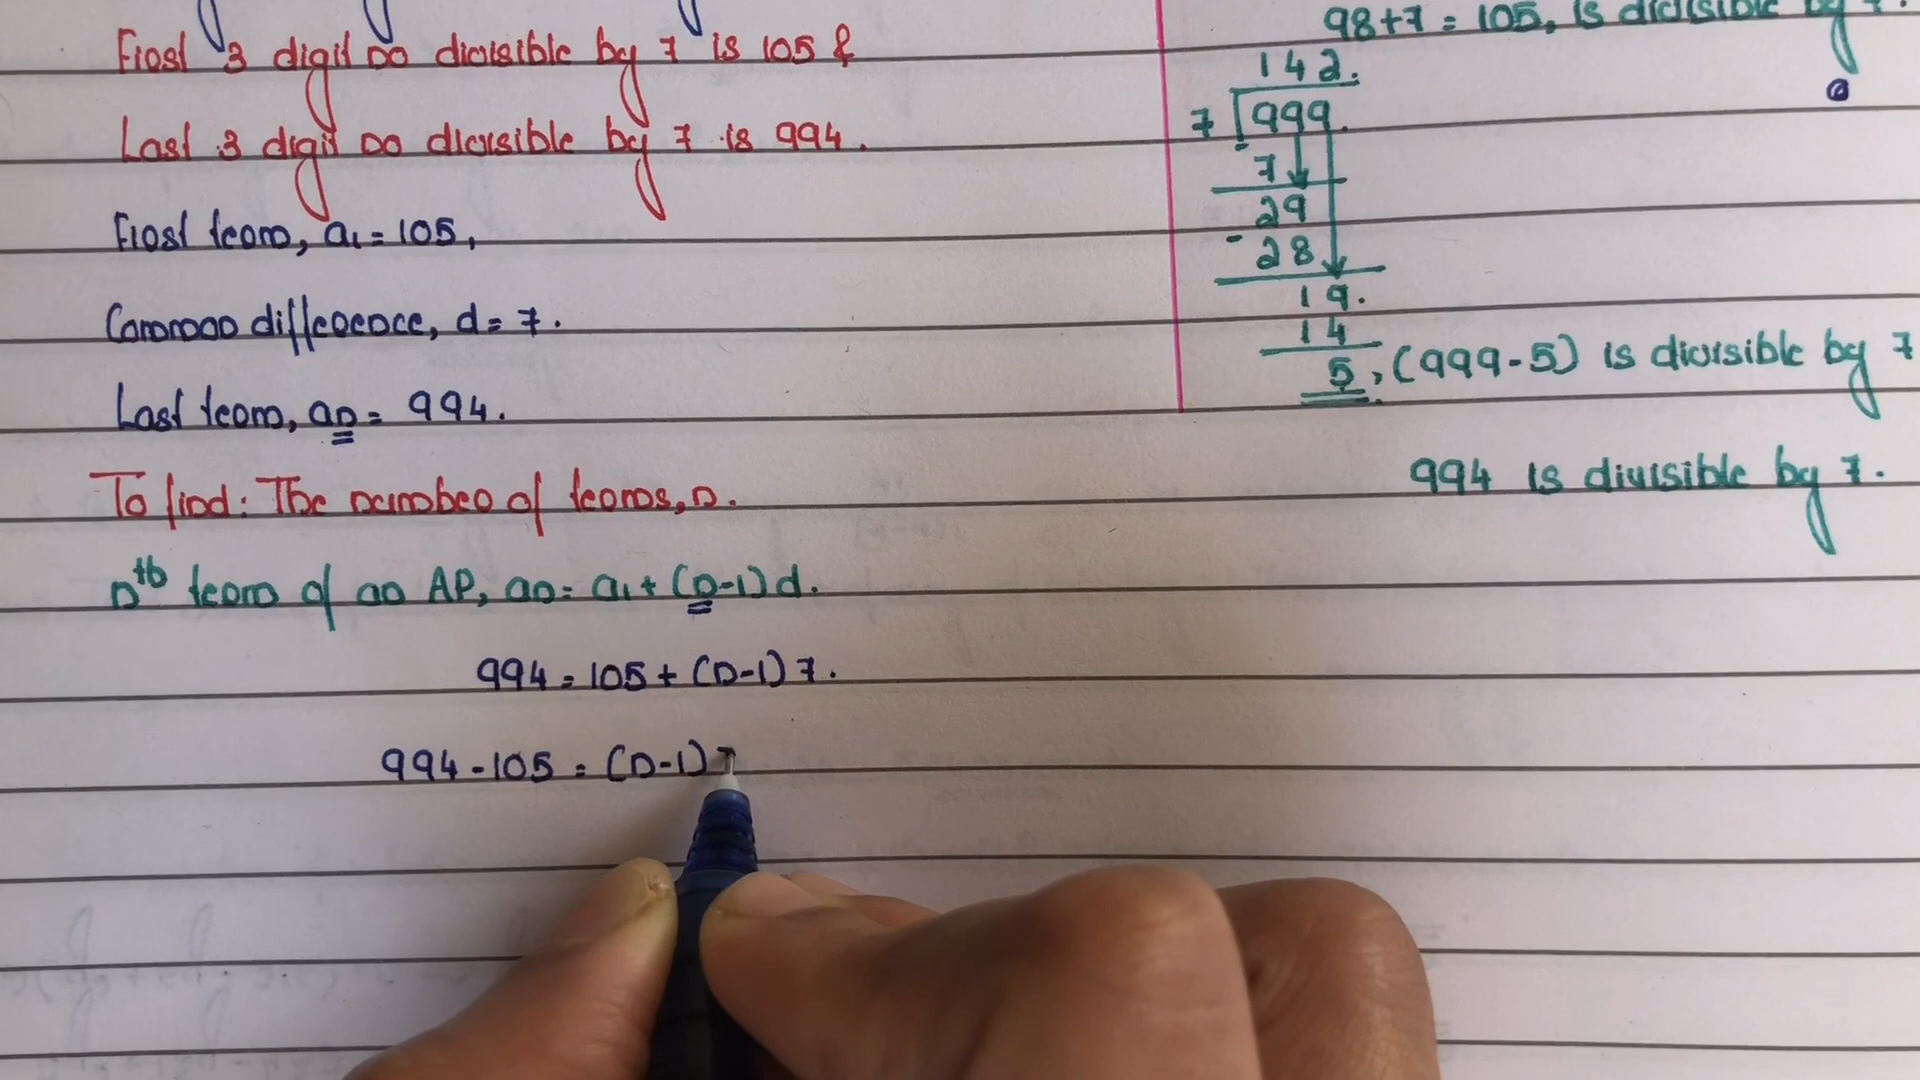 First 3 digit no divisible by 7 is 105 &
Last 3 digit no divisible by 7 is 994.
First term, a₁ = 105,
Common difference, d = 7.
Last term, an = 994.
To find: The number of terms, n.
nth term of an AP, an = a₁ + (n-1)d.
994 = 105 + (n-1) 7.
994 - 105 = (n-1) 7
98+7 = 105, is divisible by 7.
142.
7 999.
7
29
- 28
19.
14
5, (999-5) is divisible by 7
994 is divisible by 7.